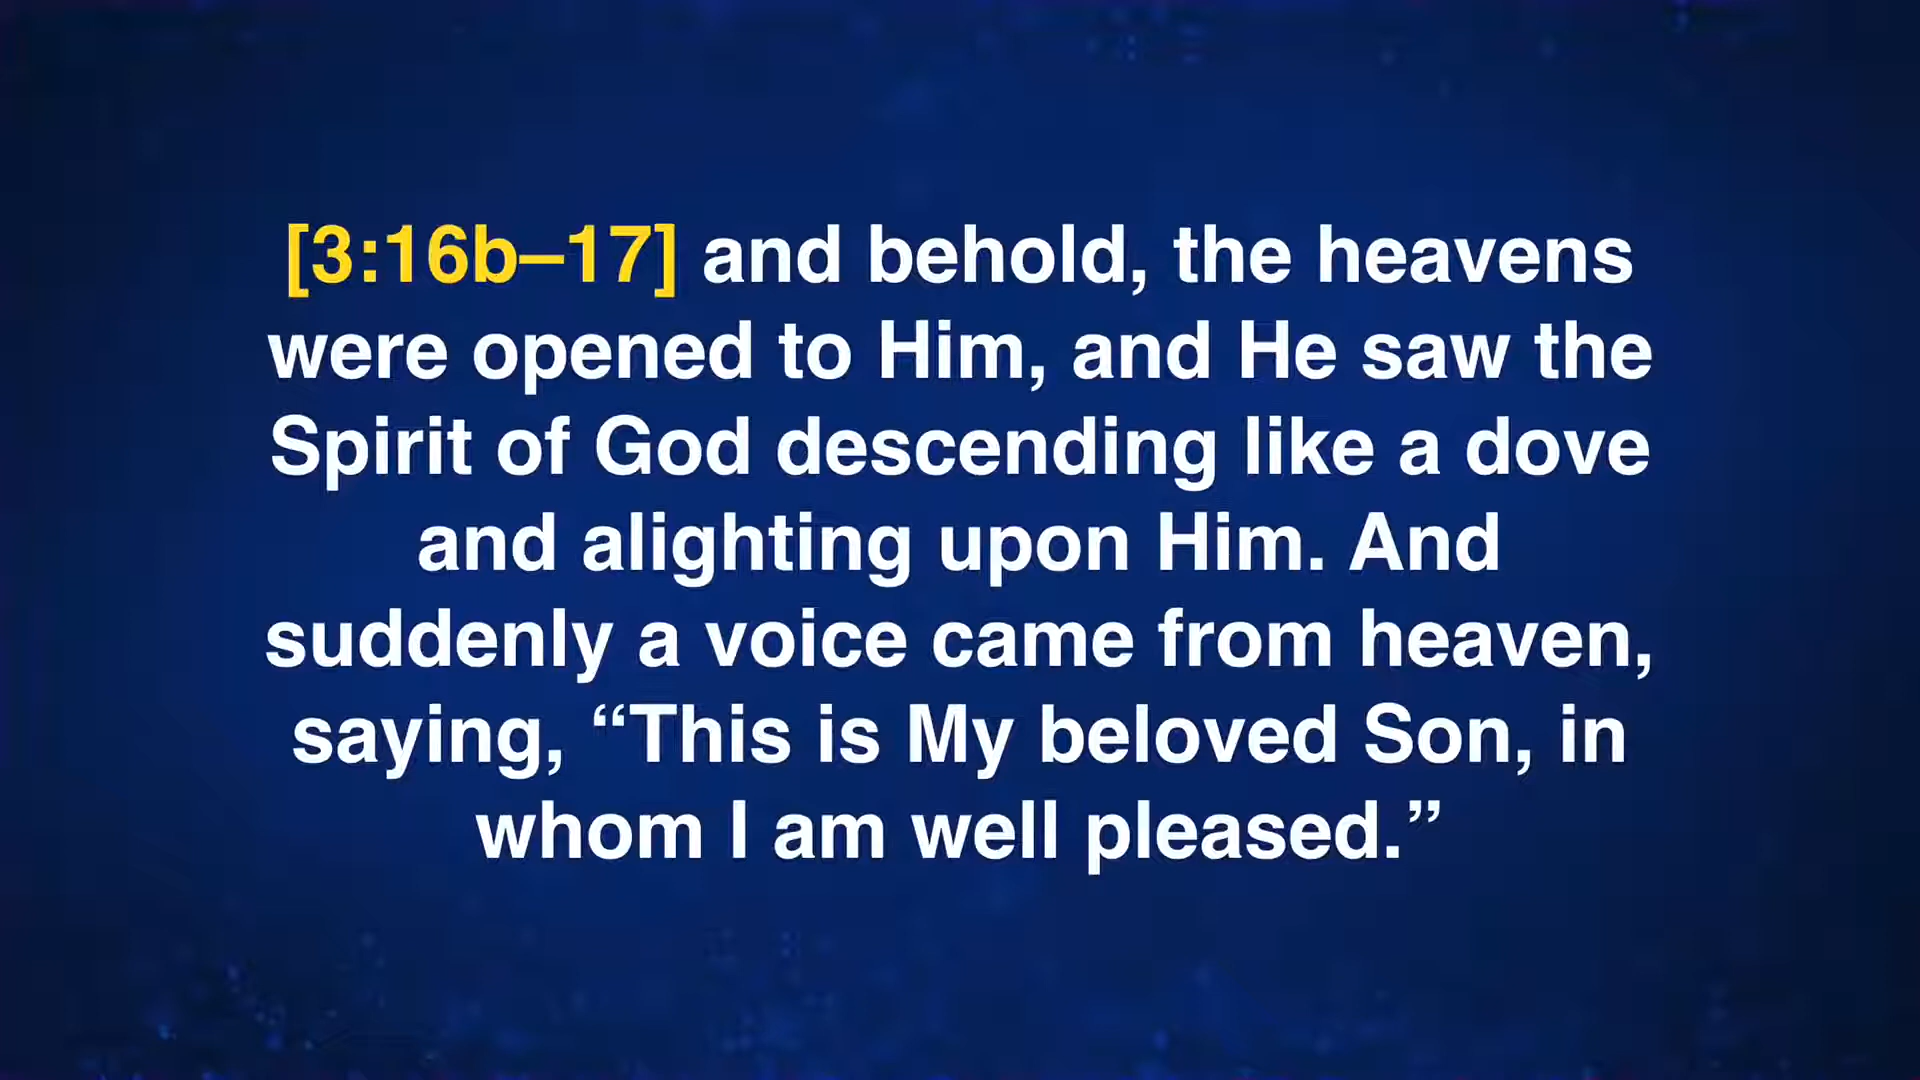 [3:16b–17] and behold, the heavens
were opened to Him, and He saw the
Spirit of God descending like a dove
and alighting upon Him. And
suddenly a voice came from heaven,
saying, “This is My beloved Son, in
whom I am well pleased.”